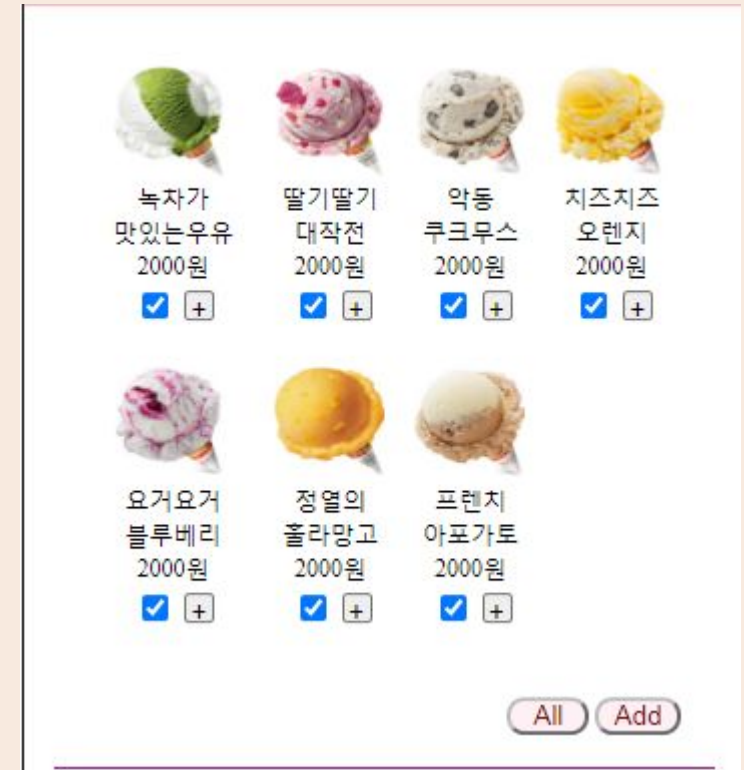 녹차가 딸기딸기 악동 치즈치즈
맛있는우유 대작전 쿠크무스 오렌지
2000원 2000원 2000원 2000원
+ + + +
요거요거 정열의 프렌치
블루베리 홀라망고 아포가토
2000원 2000원 2000원
+ + +
All Add